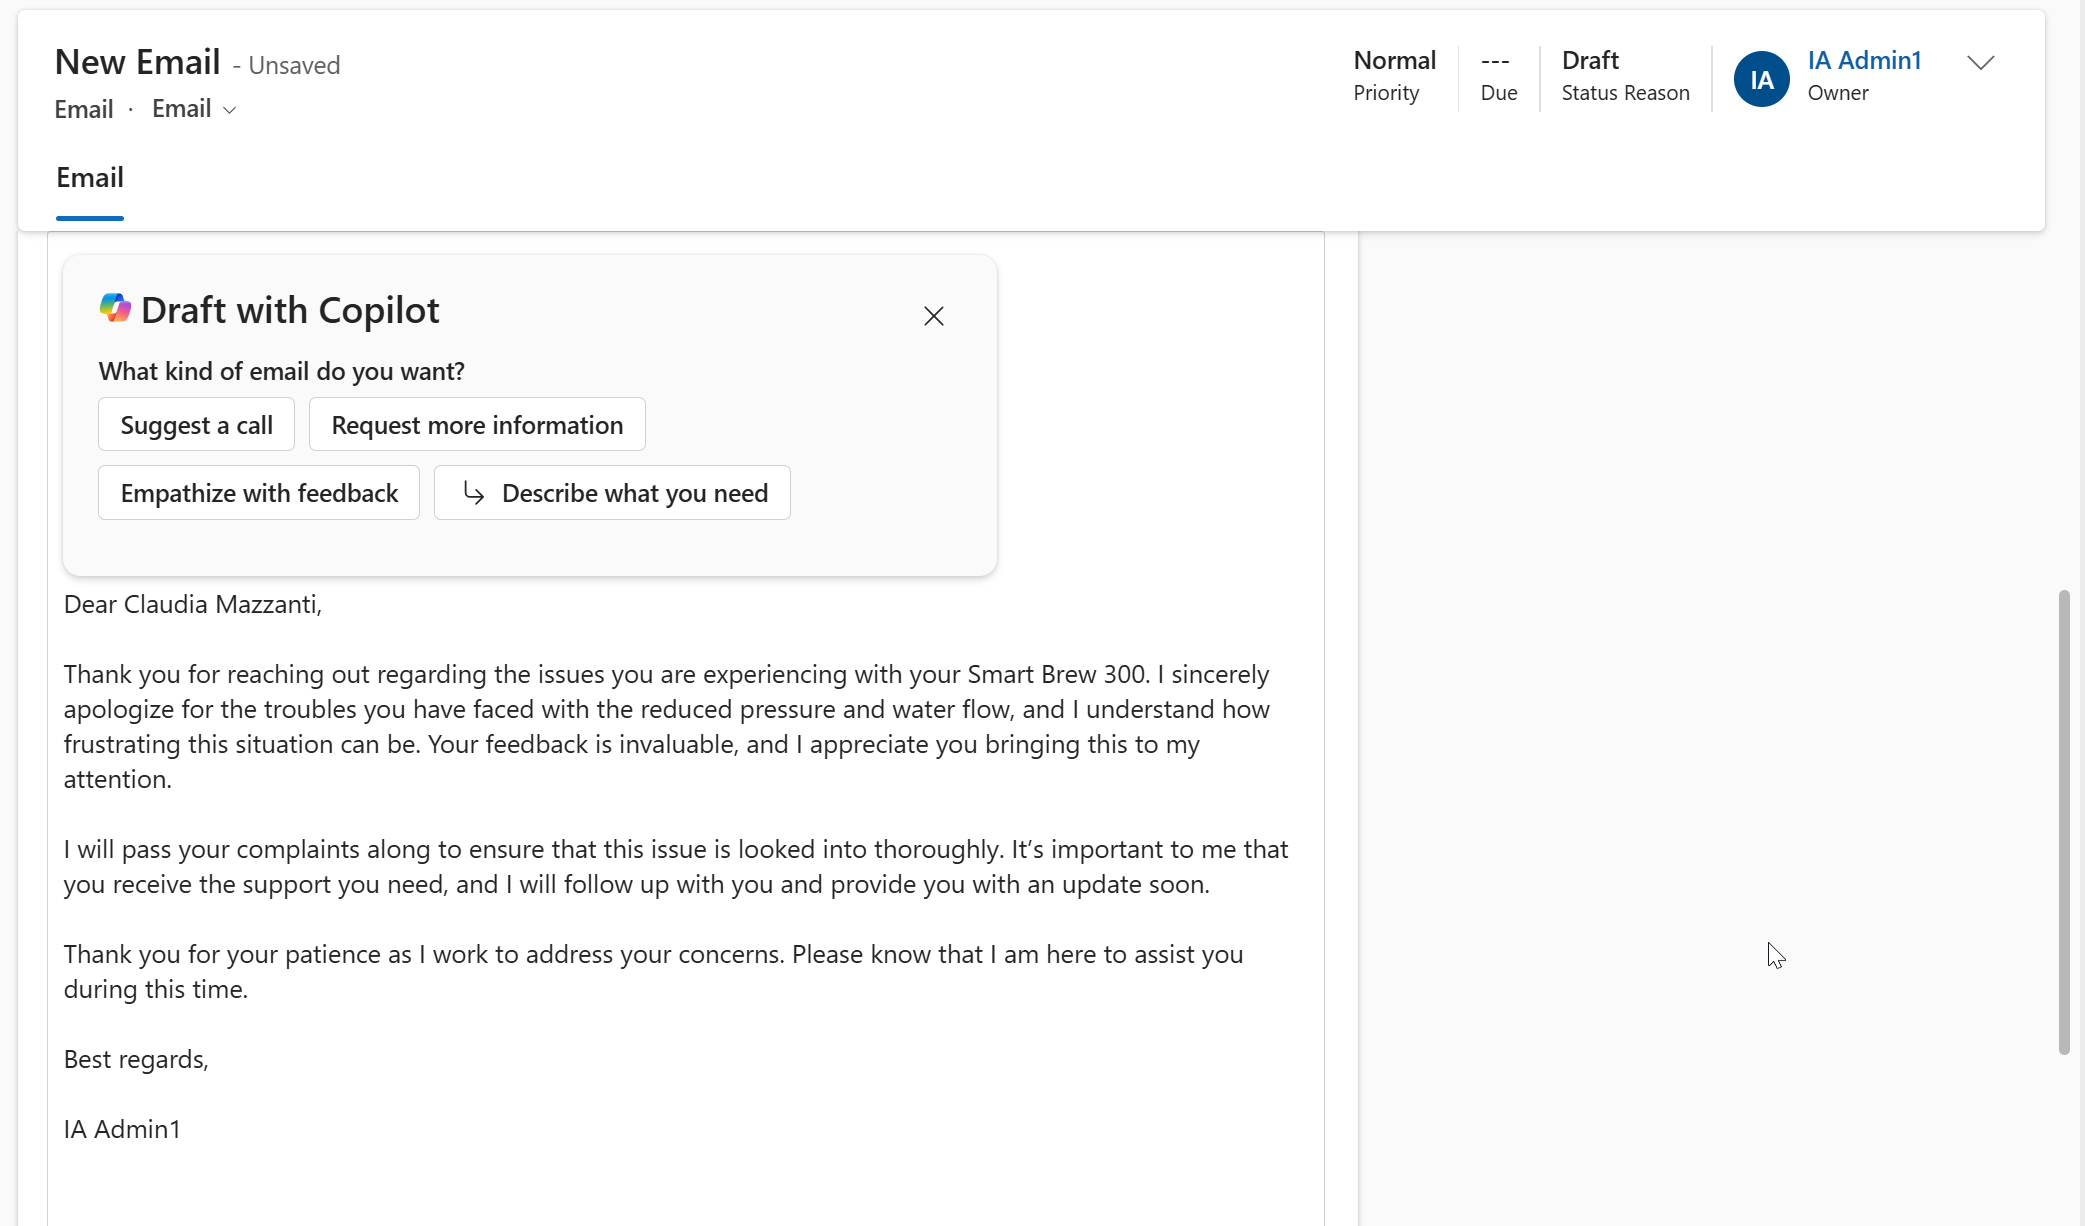 New Email - Unsaved
Email · Email
Normal
Priority
---
Due
Draft
Status Reason
IA
IA Admin1
Owner
Email
Draft with Copilot
What kind of email do you want?
Suggest a call
Request more information
Empathize with feedback
Describe what you need
Dear Claudia Mazzanti,
Thank you for reaching out regarding the issues you are experiencing with your Smart Brew 300. I sincerely
apologize for the troubles you have faced with the reduced pressure and water flow, and I understand how
frustrating this situation can be. Your feedback is invaluable, and I appreciate you bringing this to my
attention.
I will pass your complaints along to ensure that this issue is looked into thoroughly. It’s important to me that
you receive the support you need, and I will follow up with you and provide you with an update soon.
Thank you for your patience as I work to address your concerns. Please know that I am here to assist you
during this time.
Best regards,
IA Admin1